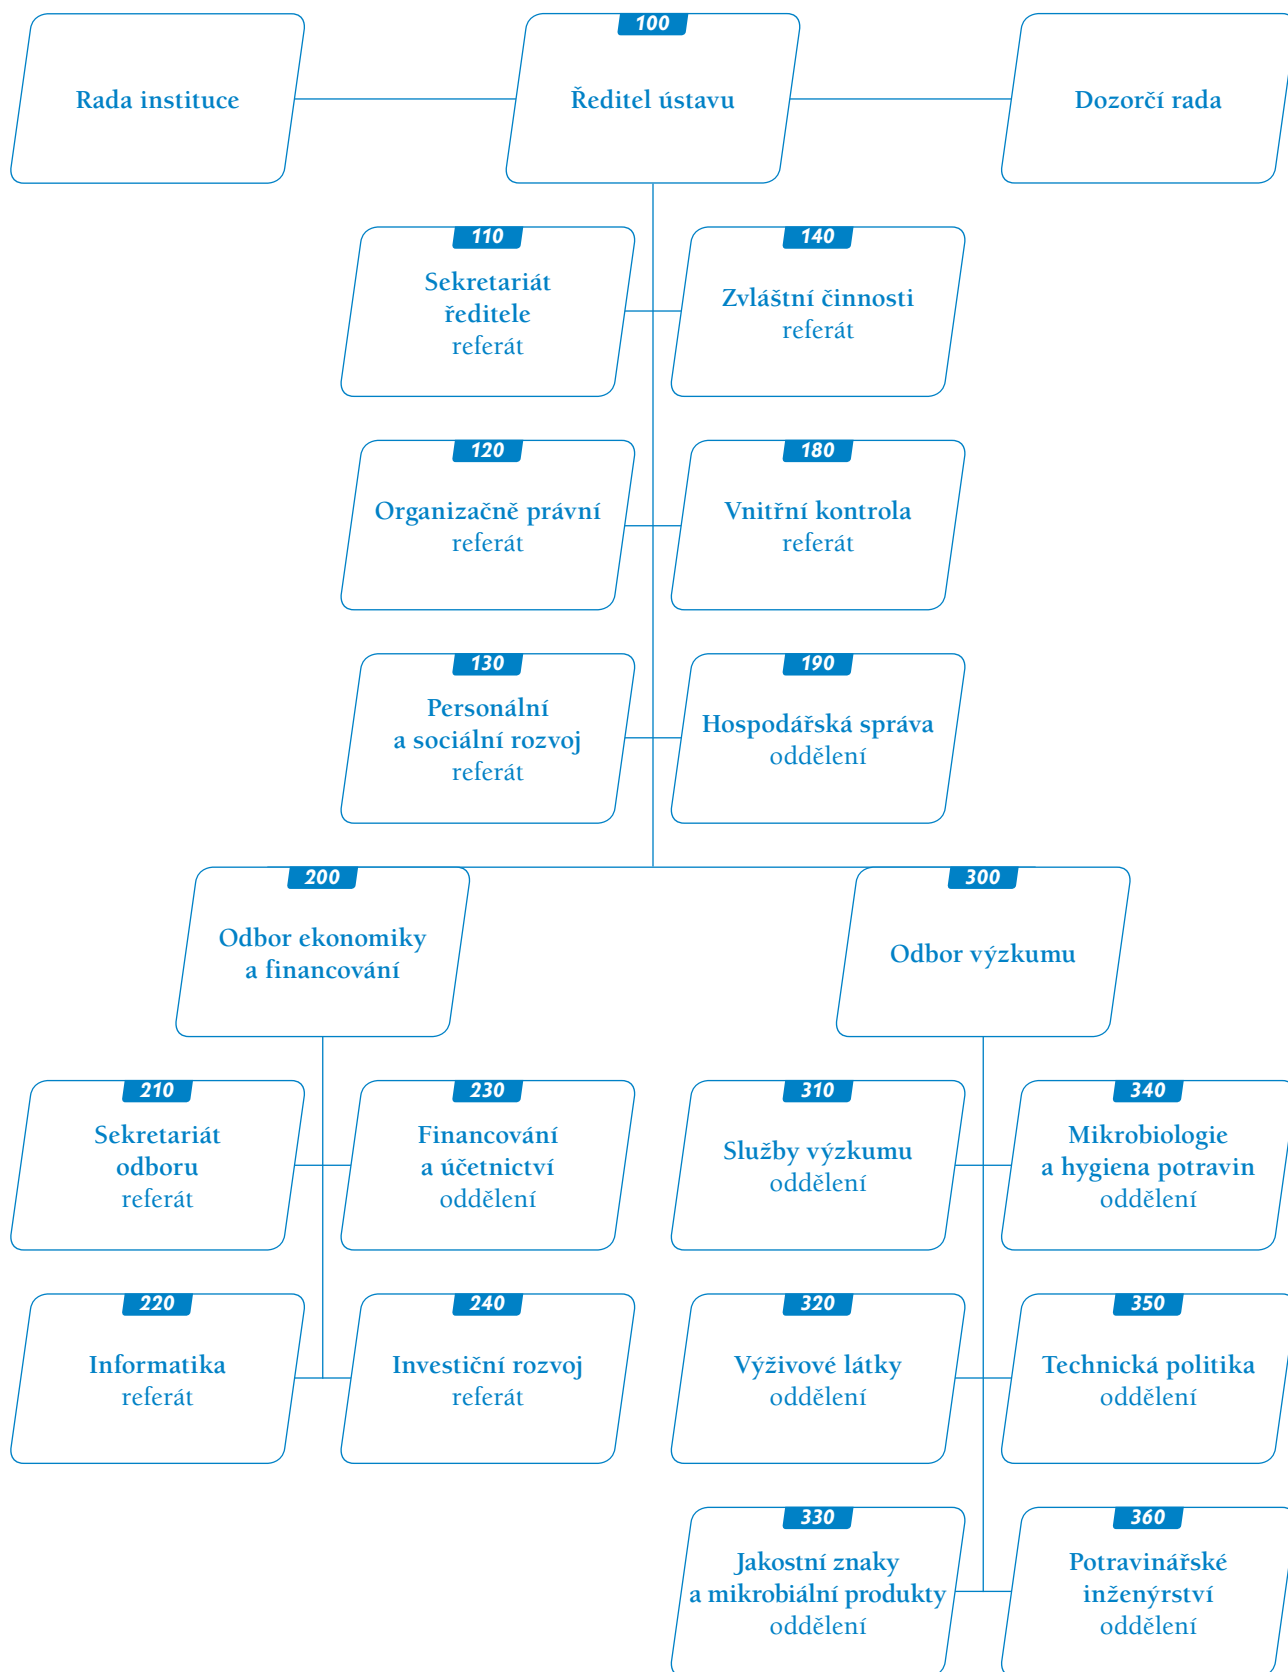 100
Rada instituce
Ředitel ústavu
Dozorčí rada
110
Sekretariát
ředitele
referát
140
Zvláštní činnosti
referát
120
Organizačně právní
referát
180
Vnitřní kontrola
referát
130
Personální
a sociální rozvoj
referát
190
Hospodářská správa
oddělení
200
Odbor ekonomiky
a financování
300
Odbor výzkumu
210
Sekretariát
odboru
referát
230
Financování
a účetnictví
oddělení
310
Služby výzkumu
oddělení
340
Mikrobiologie
a hygiena potravin
oddělení
220
Informatika
referát
240
Investiční rozvoj
referát
320
Výživové látky
oddělení
350
Technická politika
oddělení
330
Jakostní znaky
a mikrobiální produkty
oddělení
360
Potravinářské
inženýrství
oddělení